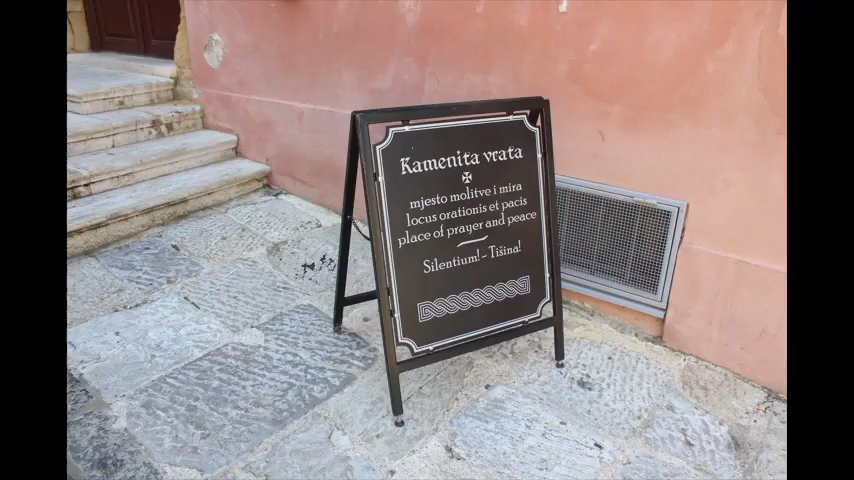 Kamenita vrata
mjesto molitve i mira
locus orationis et pacis
place of prayer and peace
Silentium! - Tišina!